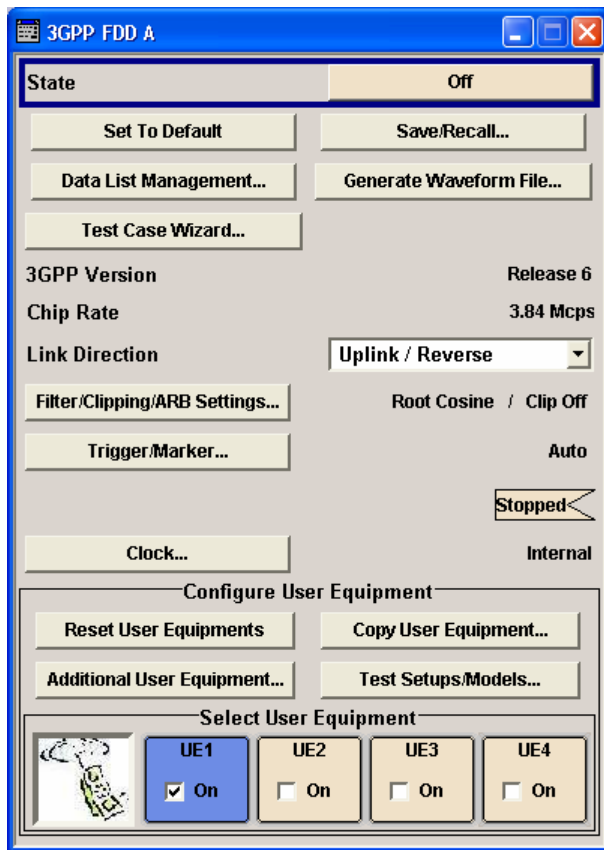 3GPP FDD A
State Off
Set To Default Save/Recall...
Data List Management... Generate Waveform File...
Test Case Wizard...
3GPP Version Release 6
Chip Rate 3.84 Mcps
Link Direction Uplink / Reverse
Filter/Clipping/ARB Settings... Root Cosine / Clip Off
Trigger/Marker... Auto
Stopped
Clock... Internal
Configure User Equipment
Reset User Equipments Copy User Equipment...
Additional User Equipment... Test Setups/Models...
Select User Equipment
UE1 UE2 UE3 UE4
On On On On